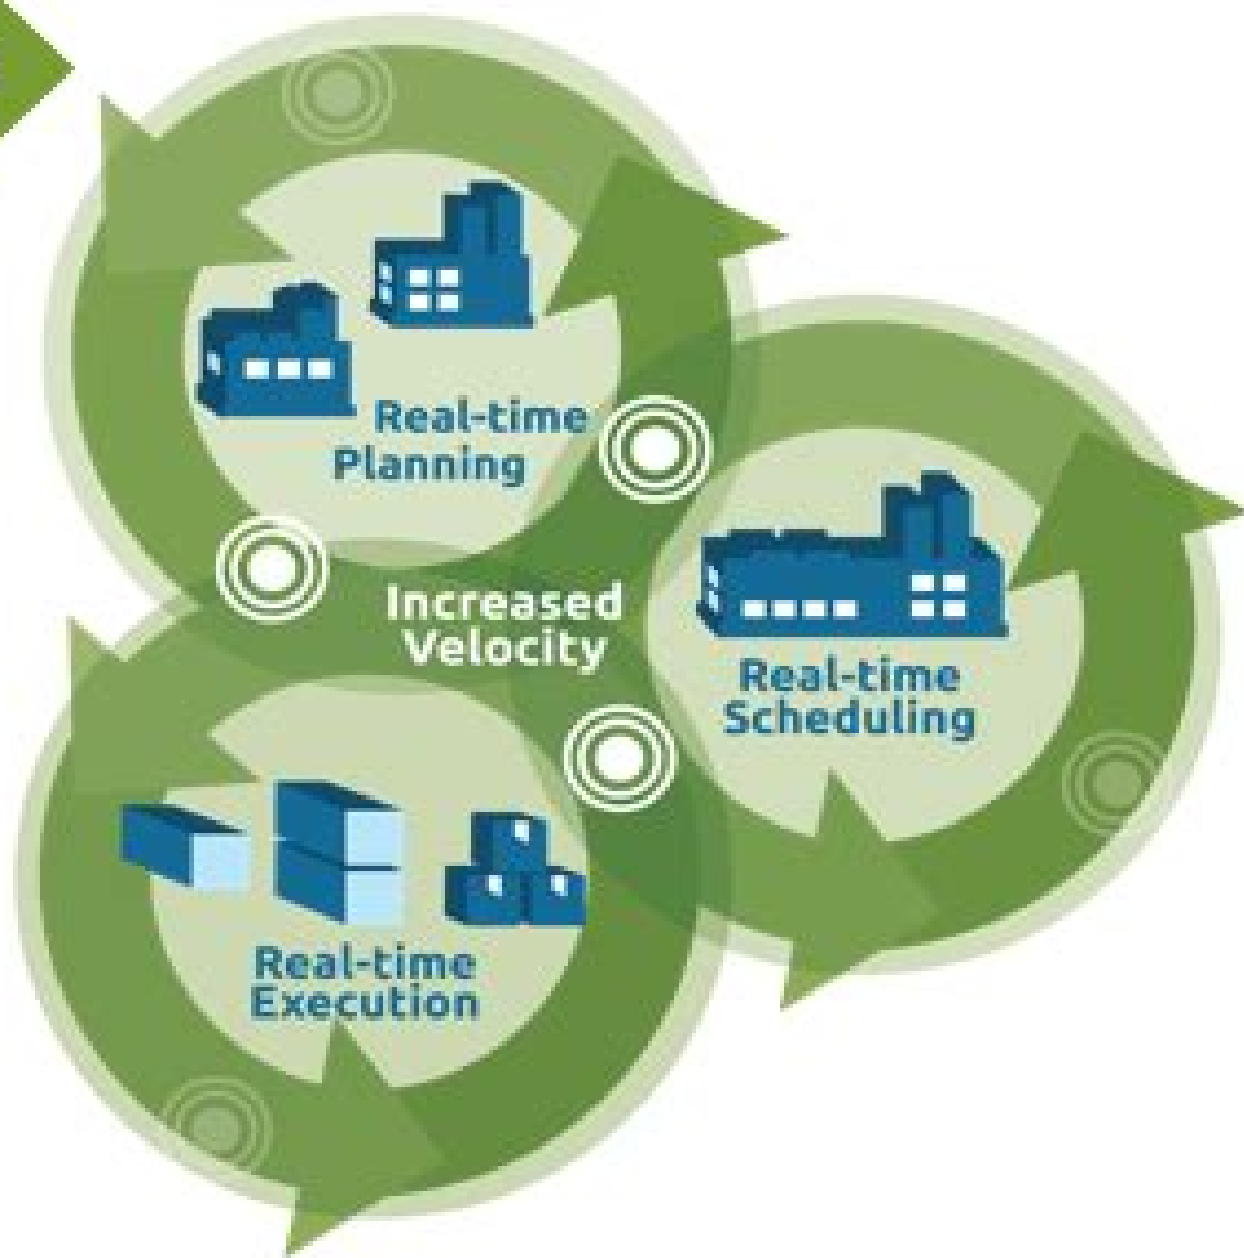 Real-time
Planning
Increased
Velocity
Real-time
Scheduling
Real-time
Execution